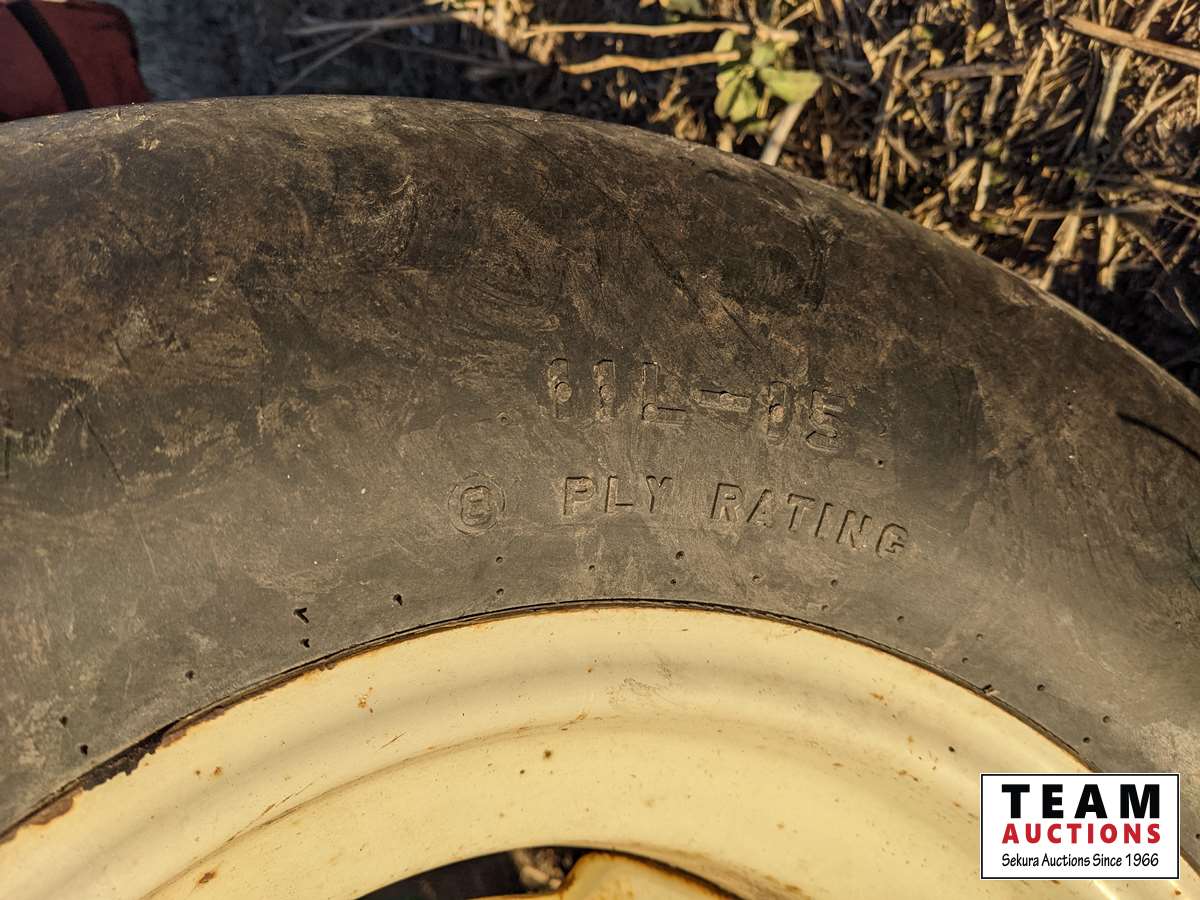 11L-15
8 PLY RATING
TEAM
AUCTIONS
Sekura Auctions Since 1966